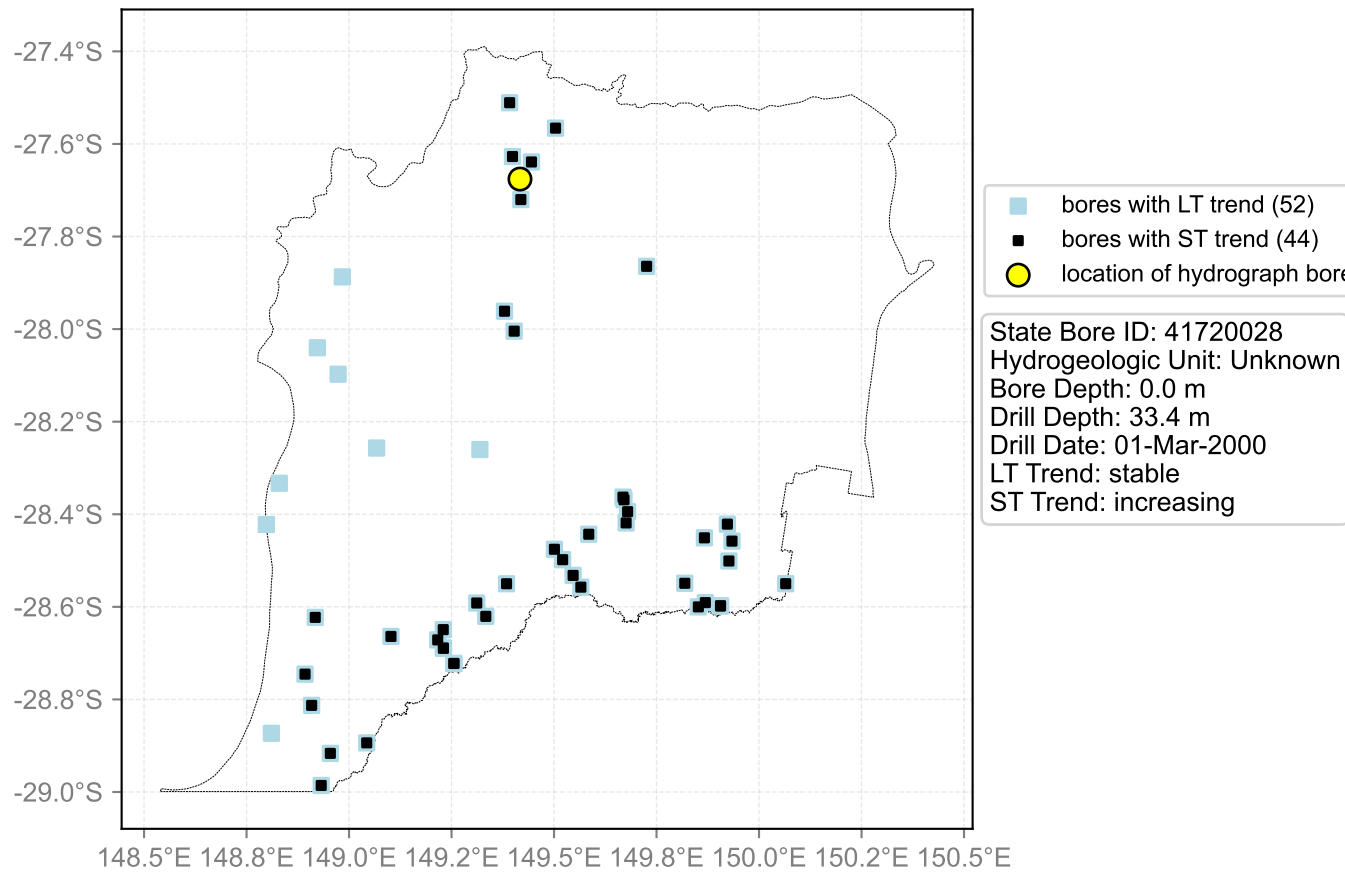 -27.4°S
-27.6°S
-27.8°S
-28.0°S
-28.2°S
-28.4°S
-28.6°S
-28.8°S
-29.0°S
148.5°E 148.8°E 149.0°E 149.2°E 149.5°E 149.8°E 150.0°E 150.2°E 150.5°E
bores with LT trend (52)
bores with ST trend (44)
location of hydrograph bore
State Bore ID: 41720028
Hydrogeologic Unit: Unknown
Bore Depth: 0.0 m
Drill Depth: 33.4 m
Drill Date: 01-Mar-2000
LT Trend: stable
ST Trend: increasing